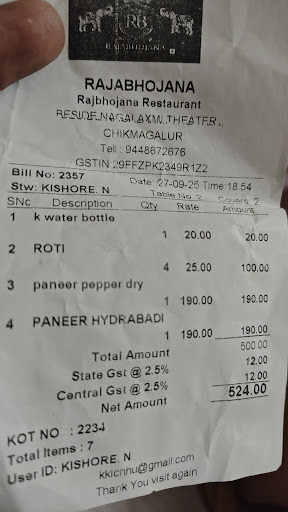 RB
RAJABHOJANA
RAJABHOJANA
Rajbhojana Restaurant
BESIDE NAGALAXMI THEATER.,
CHIKMAGALUR
Tell : 9448672676
GSTIN 29FFZPK2349R1Z2
Bill No: 2357 Date: 27-09-25 Time: 18:54
Stw: KISHORE. N Table No. 2 Covers 2
SNc Description Qty Rate Amount
1 k water bottle
1 20.00 20.00
2 ROTI
4 25.00 100.00
3 paneer pepper dry
1 190.00 190.00
4 PANEER HYDRABADI
1 190.00 190.00
Total Amount 500.00
State Gst @ 2.5% 12.00
Central Gst @ 2.5% 12.00
Net Amount 524.00
KOT NO : 2234
Total Items : 7
User ID: KISHORE. N
kkichhu@gmail.com
Thank You visit again